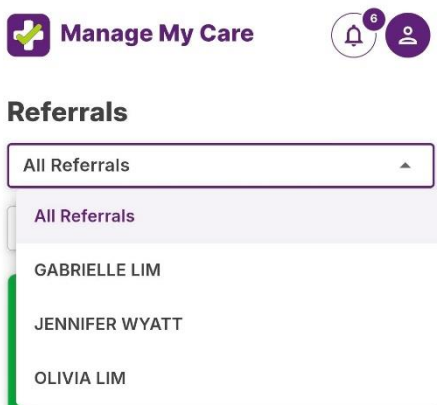 Manage My Care
6
Referrals
All Referrals
All Referrals
GABRIELLE LIM
JENNIFER WYATT
OLIVIA LIM